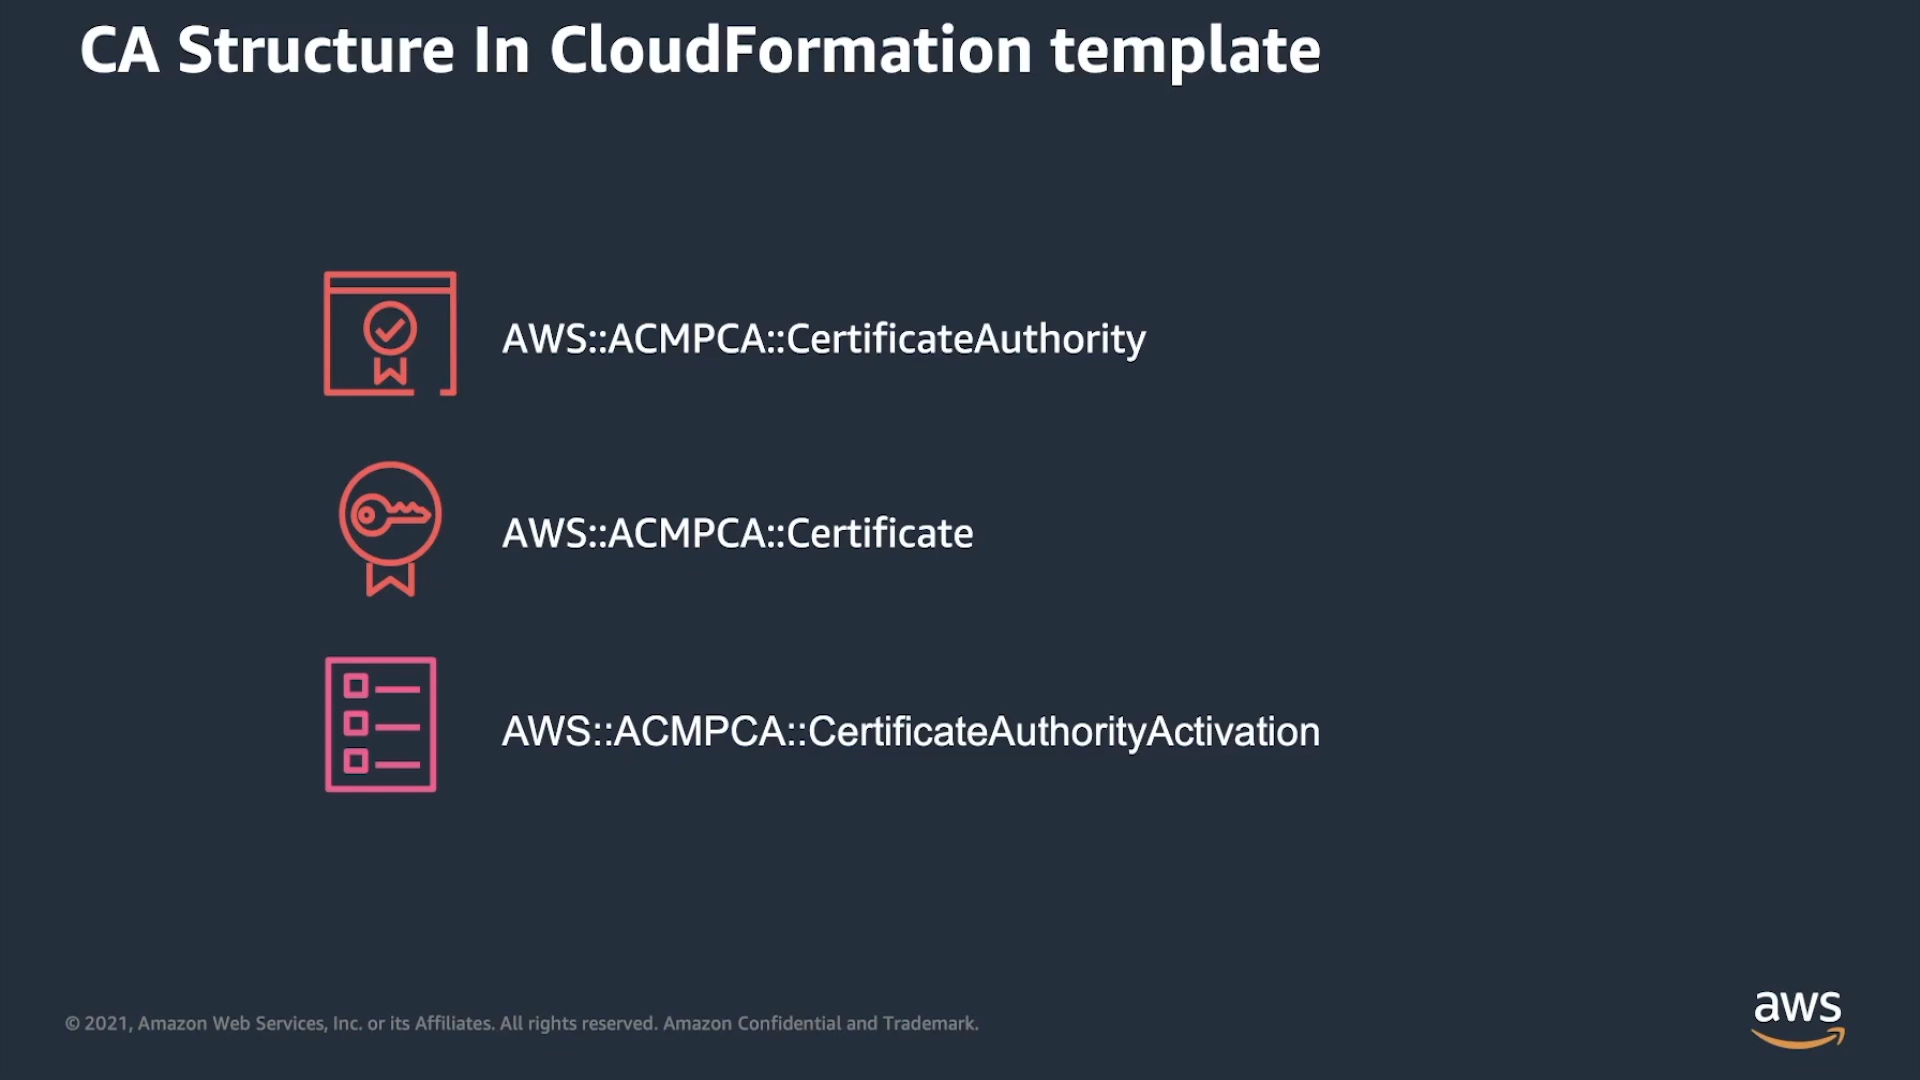 CA Structure In CloudFormation template
AWS::ACMPCA::CertificateAuthority
AWS::ACMPCA::Certificate
AWS::ACMPCA::CertificateAuthorityActivation
© 2021, Amazon Web Services, Inc. or its Affiliates. All rights reserved. Amazon Confidential and Trademark.
aws